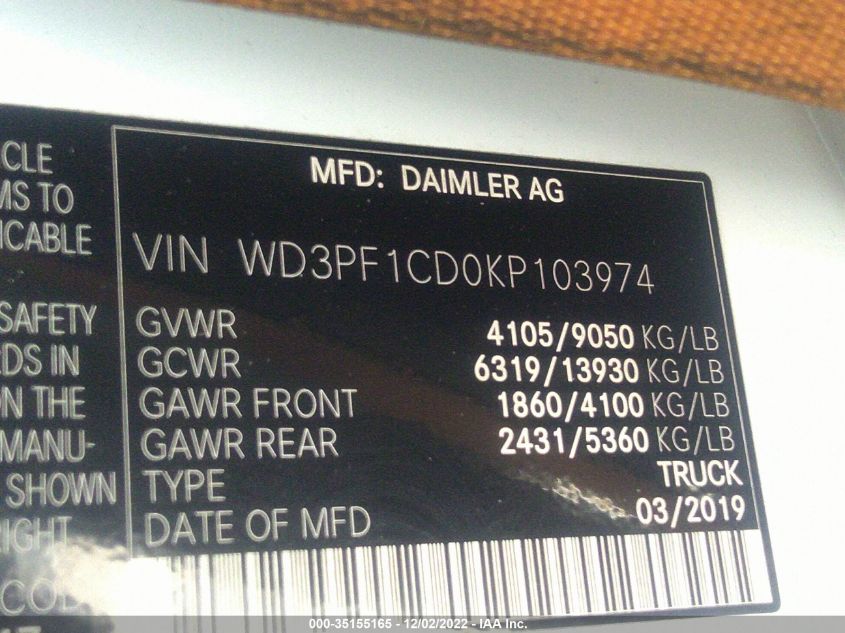 CLE
MS TO
ICABLE
SAFETY
DS IN
N THE
MANU-
SHOWN
RIGHT
COD
MFD: DAIMLER AG
VIN WD3PF1CD0KP103974
GVWR 4105/9050 KG/LB
GCWR 6319/13930 KG/LB
GAWR FRONT 1860/4100 KG/LB
GAWR REAR 2431/5360 KG/LB
TYPE TRUCK
DATE OF MFD 03/2019
000-35155165 - 12/02/2022 - IAA Inc.